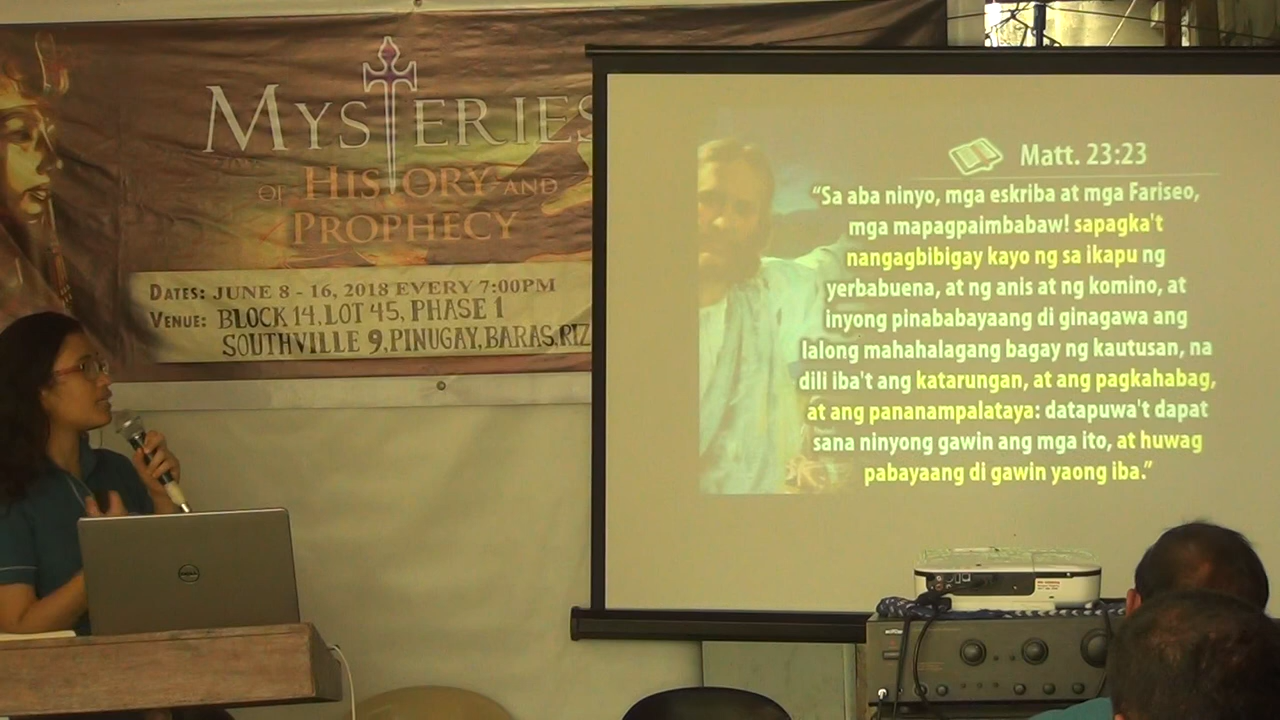 MYSTERIES
OF HISTORY AND
PROPHECY
DATES: JUNE 8 - 16, 2018 EVERY 7:00PM
VENUE: BLOCK 14, LOT 45, PHASE 1
SOUTHVILLE 9, PINUGAY, BARAS, RIZ
Matt. 23:23
“Sa aba ninyo, mga eskriba at mga Fariseo,
mga mapagpaimbabaw! sapagka't
nangagbibigay kayo ng sa ikapu ng
yerbabuena, at ng anis at ng komino, at
inyong pinababayaang di ginagawa ang
lalong mahahalagang bagay ng kautusan, na
dili iba't ang katarungan, at ang pagkahabag,
at ang pananampalataya: datapuwa't dapat
sana ninyong gawin ang mga ito, at huwag
pabayaang di gawin yaong iba.”
DELL